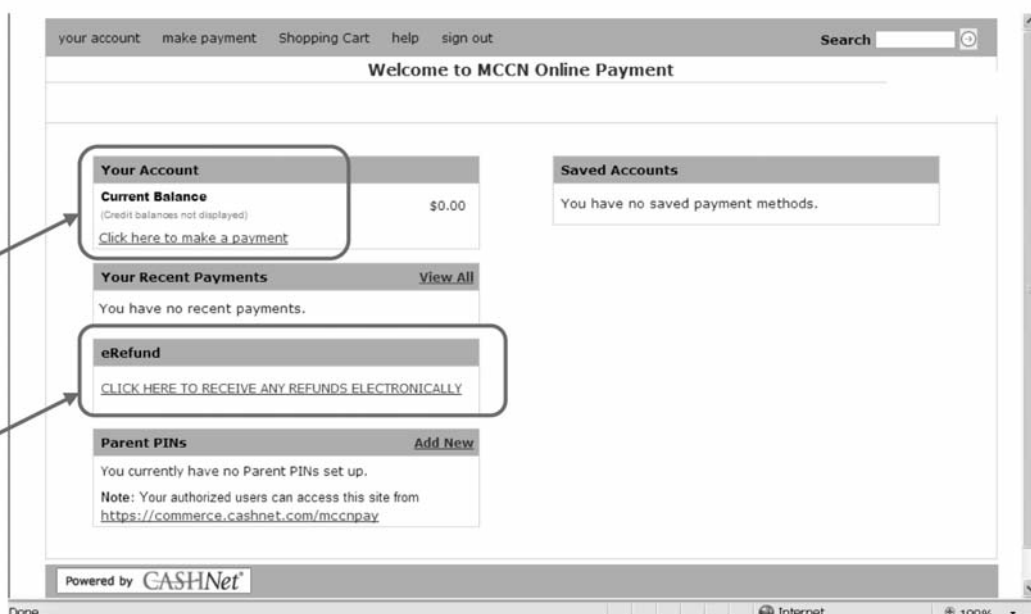 your account make payment Shopping Cart help sign out Search
Welcome to MCCN Online Payment
Your Account
Current Balance
(Credit balances not displayed)
$0.00
Click here to make a payment
Your Recent Payments View All
You have no recent payments.
eRefund
CLICK HERE TO RECEIVE ANY REFUNDS ELECTRONICALLY
Parent PINs Add New
You currently have no Parent PINs set up.
Note: Your authorized users can access this site from
https://commerce.cashnet.com/mccnpay
Saved Accounts
You have no saved payment methods.
Powered by CASHNet®
Done Internet 100%